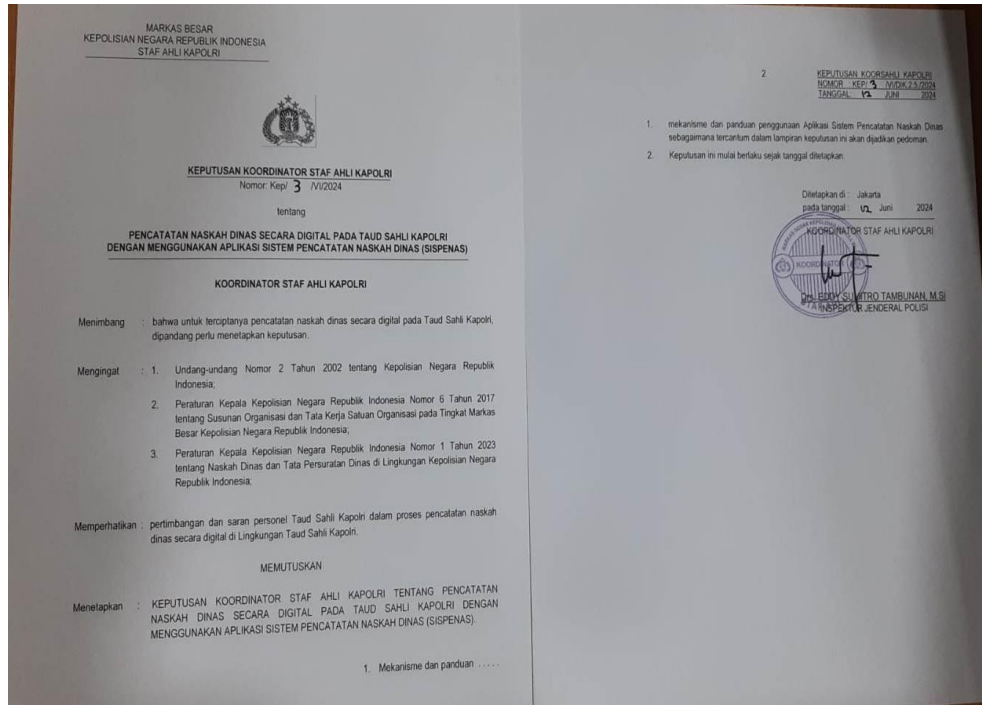 MARKAS BESAR
KEPOLISIAN NEGARA REPUBLIK INDONESIA
STAF AHLI KAPOLRI
KEPUTUSAN KOORDINATOR STAF AHLI KAPOLRI
Nomor: Kep/ 3 /VI/2024
tentang
PENCATATAN NASKAH DINAS SECARA DIGITAL PADA TAUD SAHLI KAPOLRI
DENGAN MENGGUNAKAN APLIKASI SISTEM PENCATATAN NASKAH DINAS (SISPENAS)
KOORDINATOR STAF AHLI KAPOLRI
Menimbang : bahwa untuk terciptanya pencatatan naskah dinas secara digital pada Taud Sahli Kapolri,
dipandang perlu menetapkan keputusan.
Mengingat : 1. Undang-undang Nomor 2 Tahun 2002 tentang Kepolisian Negara Republik
Indonesia;
2. Peraturan Kepala Kepolisian Negara Republik Indonesia Nomor 6 Tahun 2017
tentang Susunan Organisasi dan Tata Kerja Satuan Organisasi pada Tingkat Markas
Besar Kepolisian Negara Republik Indonesia;
3. Peraturan Kepala Kepolisian Negara Republik Indonesia Nomor 1 Tahun 2023
tentang Naskah Dinas dan Tata Persuratan Dinas di Lingkungan Kepolisian Negara
Republik Indonesia;
Memperhatikan : pertimbangan dan saran personel Taud Sahli Kapolri dalam proses pencatatan naskah
dinas secara digital di Lingkungan Taud Sahli Kapolri.
MEMUTUSKAN
Menetapkan : KEPUTUSAN KOORDINATOR STAF AHLI KAPOLRI TENTANG PENCATATAN
NASKAH DINAS SECARA DIGITAL PADA TAUD SAHLI KAPOLRI DENGAN
MENGGUNAKAN APLIKASI SISTEM PENCATATAN NASKAH DINAS (SISPENAS).
1. Mekanisme dan panduan .....
2
KEPUTUSAN KOORSAHLI KAPOLRI
NOMOR KEP/ 3 /VI/DIK.2.5/2024
TANGGAL 12 JUNI 2024
1. mekanisme dan panduan penggunaan Aplikasi Sistem Pencatatan Naskah Dinas
sebagaimana tercantum dalam lampiran keputusan ini akan dijadikan pedoman.
2. Keputusan ini mulai berlaku sejak tanggal ditetapkan
Ditetapkan di : Jakarta
pada tanggal : 12 Juni 2024
KOORDINATOR STAF AHLI KAPOLRI
KOORDINATOR
Drs. EDDY SUMITRO TAMBUNAN, M.Si
INSPEKTUR JENDERAL POLISI